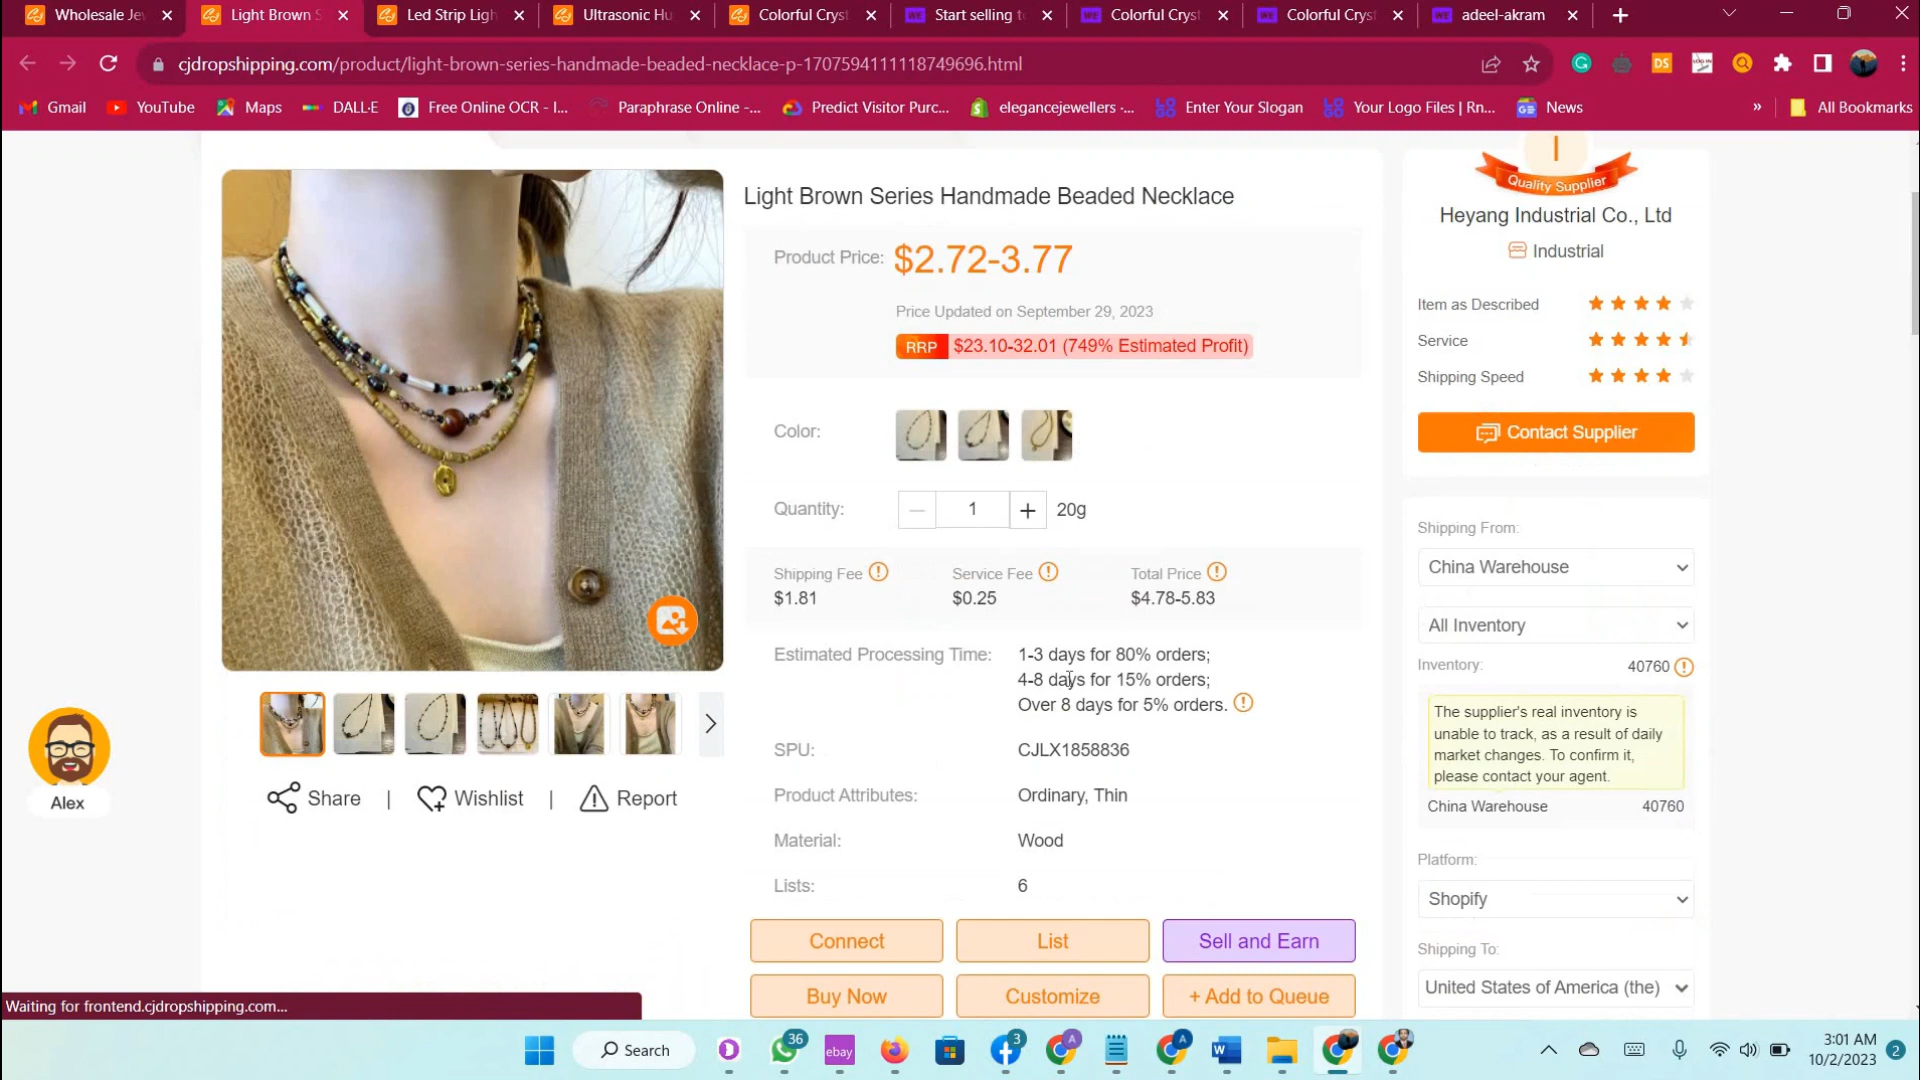 Wholesale Jew
Light Brown S
Led Strip Ligh
Ultrasonic Hu
Colorful Cryst
Start selling to
Colorful Cryst
Colorful Cryst
adeel-akram
cjdropshipping.com/product/light-brown-series-handmade-beaded-necklace-p-1707594111118749696.html
DS
Gmail
YouTube
Maps
DALL·E
Free Online OCR - I...
Paraphrase Online -...
Predict Visitor Purc...
elegancejewellers ·...
Enter Your Slogan
Your Logo Files | Rn...
News
»
All Bookmarks
Light Brown Series Handmade Beaded Necklace
Product Price: $2.72-3.77
Price Updated on September 29, 2023
RRP $23.10-32.01 (749% Estimated Profit)
Color:
Quantity: 1 20g
Shipping Fee Service Fee Total Price
$1.81 $0.25 $4.78-5.83
Estimated Processing Time: 1-3 days for 80% orders;
4-8 days for 15% orders;
Over 8 days for 5% orders.
SPU: CJLX1858836
Product Attributes: Ordinary, Thin
Material: Wood
Lists: 6
Connect List Sell and Earn
Buy Now Customize + Add to Queue
Share | Wishlist | Report
Alex
Quality Supplier
Heyang Industrial Co., Ltd
Industrial
Item as Described
Service
Shipping Speed
Contact Supplier
Shipping From:
China Warehouse
All Inventory
Inventory: 40760
The supplier's real inventory is
unable to track, as a result of daily
market changes. To confirm it,
please contact your agent.
China Warehouse 40760
Platform:
Shopify
Shipping To:
United States of America (the)
Waiting for frontend.cjdropshipping.com...
Search
36
ebay
3
A
A
3:01 AM
10/2/2023
2